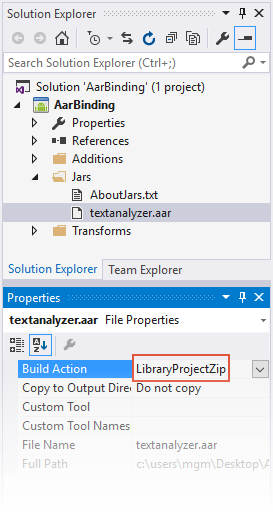 Solution Explorer
Search Solution Explorer (Ctrl+;)
Solution 'AarBinding' (1 project)
AarBinding
Properties
References
Additions
Jars
AboutJars.txt
textanalyzer.aar
Transforms
Solution Explorer Team Explorer
Properties
textanalyzer.aar File Properties
Build Action LibraryProjectZip
Copy to Output Direc Do not copy
Custom Tool
Custom Tool Names
File Name textanalyzer.aar
Full Path c:\users\mgm\Desktop\A